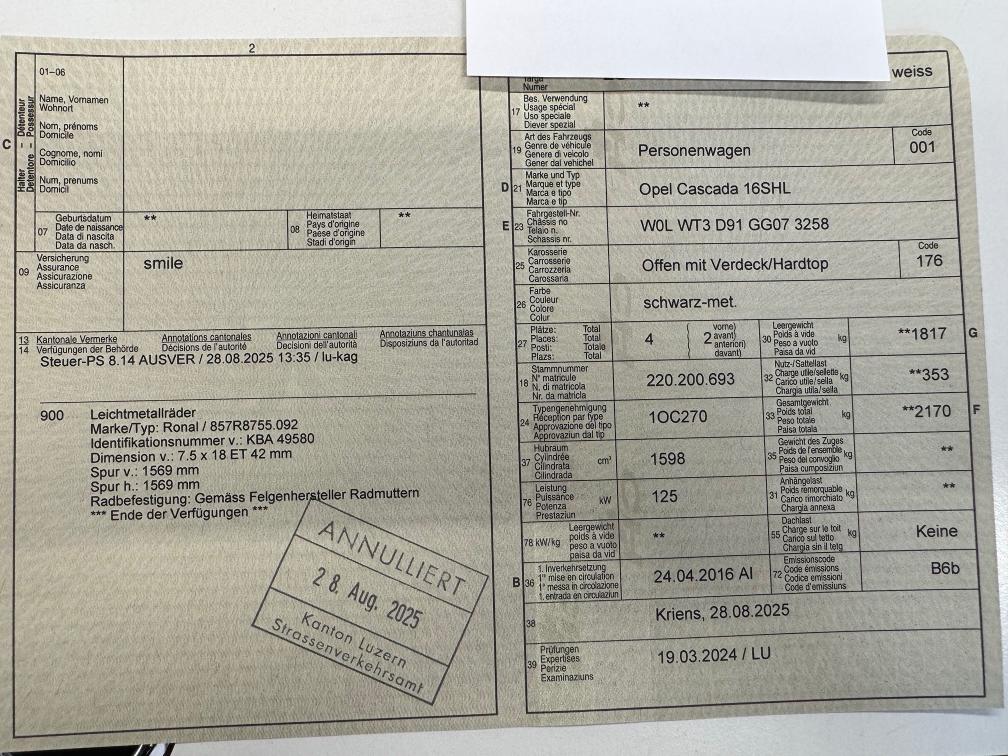 2
C
Halter - Détenteur
Detentore - Possessur
01–06
Name, Vornamen
Wohnort
Nom, prénoms
Domicile
Cognome, nomi
Domicilio
Num, prenums
Domicil
07
Geburtsdatum
Date de naissance
Data di nascita
Data da nasch.
**
08
Heimatstaat
Pays d'origine
Paese d'origine
Stadi d'origin
**
09
Versicherung
Assurance
Assicurazione
Assicuranza
smile
13 Kantonale Vermerke Annotations cantonales Annotazioni cantonali Annotaziuns chantunalas
14 Verfügungen der Behörde Décisions de l'autorité Decisioni dell'autorità Disposiziuns da l'autoritad
Steuer-PS 8.14 AUSVER / 28.08.2025 13:35 / lu-kag
900 Leichtmetallräder
Marke/Typ: Ronal / 857R8755.092
Identifikationsnummer v.: KBA 49580
Dimension v.: 7.5 x 18 ET 42 mm
Spur v.: 1569 mm
Spur h.: 1569 mm
Radbefestigung: Gemäss Felgenhersteller Radmuttern
*** Ende der Verfügungen ***
ANNULLIERT
28. Aug. 2025
Kanton Luzern
Strassenverkehrsamt
Targa
Numer
weiss
17
Bes. Verwendung
Usage spécial
Uso speciale
Diever spezial
**
19
Art des Fahrzeugs
Genre de véhicule
Genere di veicolo
Gener dal vehichel
Personenwagen
Code
001
D 21
Marke und Typ
Marque et type
Marca e tipo
Marca e tip
Opel Cascada 16SHL
E 23
Fahrgestell-Nr.
Châssis no
Telaio n.
Schassis nr.
W0L WT3 D91 GG07 3258
25
Karosserie
Carrosserie
Carrozzeria
Carossaria
Offen mit Verdeck/Hardtop
Code
176
26
Farbe
Couleur
Colore
Colur
schwarz-met.
27
Plätze: Total
Places: Total
Posti: Totale
Plazs: Total
4
2
vorne)
avant)
anteriori)
davant)
30
Leergewicht
Poids à vide
Peso a vuoto
Paisa da vid
kg
**1817
G
18
Stammnummer
N° matricule
N. di matricola
Nr. da matricla
220.200.693
32
Nutz-/Sattellast
Charge utile/sellette
Carico utile/sella
Chargia utila/sella
kg
**353
24
Typengenehmigung
Réception par type
Approvazione del tipo
Approvaziun dal tip
1OC270
33
Gesamtgewicht
Poids total
Peso totale
Paisa totala
kg
**2170
F
37
Hubraum
Cylindrée
Cilindrata
Cilindrada
cm³
1598
35
Gewicht des Zuges
Poids de l'ensemble
Peso del convoglio
Paisa cumposiziun
kg
**
76
Leistung
Puissance
Potenza
Prestaziun
kW
125
31
Anhängelast
Poids remorquable
Carico rimorchiato
Chargia annexa
kg
**
78 kW/kg
Leergewicht
poids à vide
peso a vuoto
paisa da vid
**
55
Dachlast
Charge sur le toit
Carico sul tetto
Chargia sin il tetg
kg
Keine
B 36
1. Inverkehrsetzung
1re mise en circulation
1a messa in circolazione
1. entrada en circulaziun
24.04.2016 AI
72
Emissionscode
Code émissions
Codice emissioni
Code d'emissiuns
B6b
38
Kriens, 28.08.2025
39
Prüfungen
Expertises
Perizie
Examinaziuns
19.03.2024 / LU